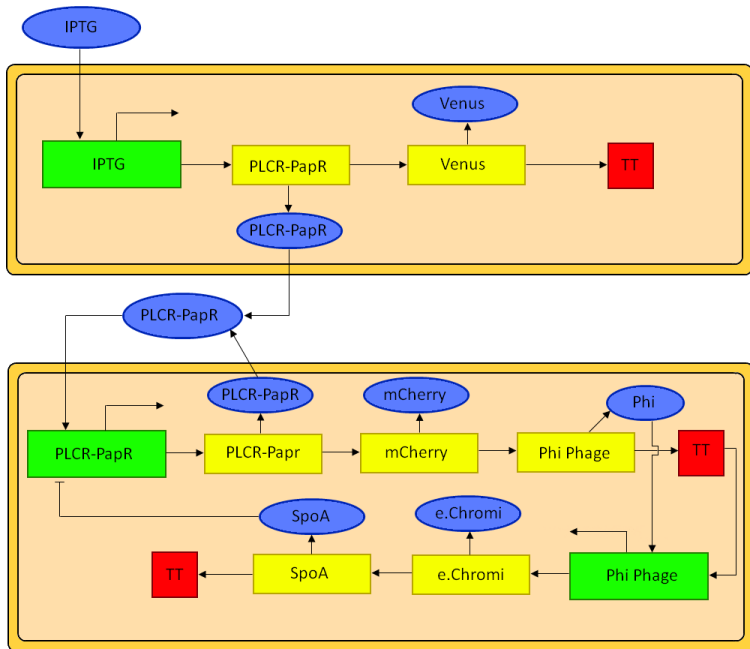 IPTG
Venus
IPTG
PLCR-PapR
Venus
TT
PLCR-PapR
PLCR-PapR
PLCR-PapR
mCherry
Phi
PLCR-PapR
PLCR-Papr
mCherry
Phi Phage
TT
SpoA
e.Chromi
TT
SpoA
e.Chromi
Phi Phage